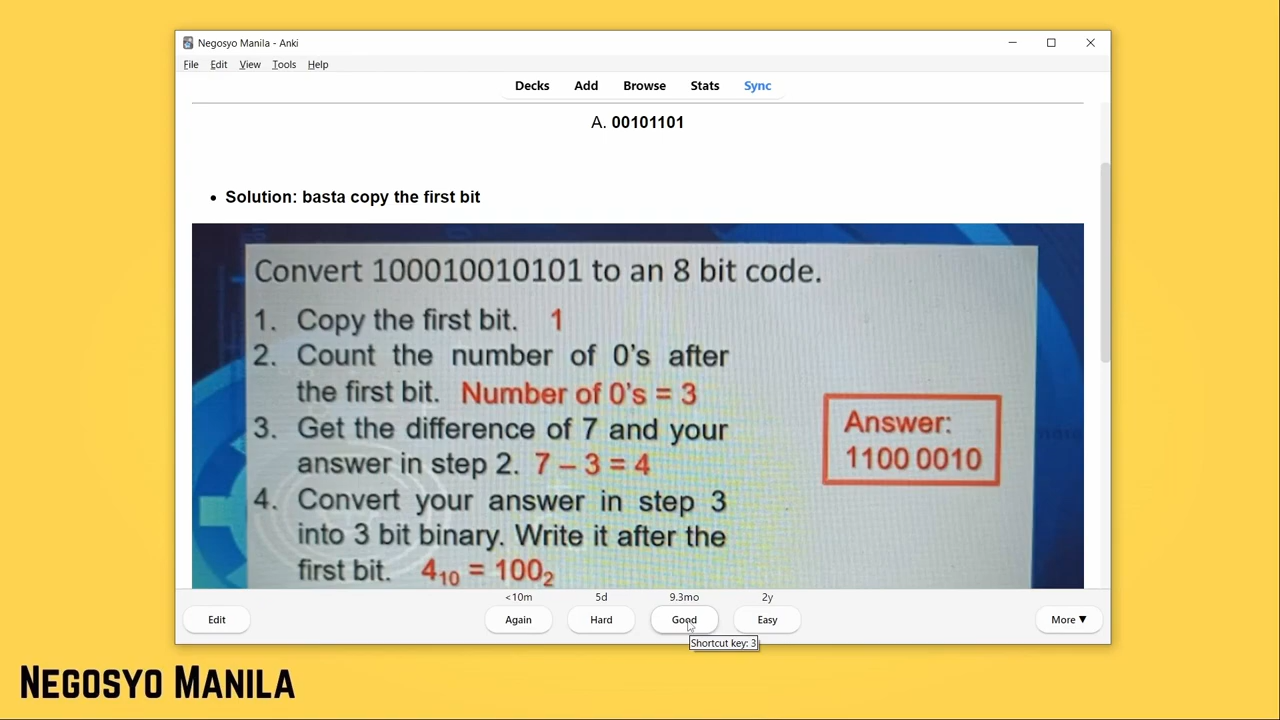 Negosyo Manila - Anki
File Edit View Tools Help
Decks Add Browse Stats Sync
A. 00101101
• Solution: basta copy the first bit
Convert 100010010101 to an 8 bit code.
1. Copy the first bit. 1
2. Count the number of 0's after
the first bit. Number of 0's = 3
3. Get the difference of 7 and your
answer in step 2. 7 – 3 = 4
4. Convert your answer in step 3
into 3 bit binary. Write it after the
first bit. 4₁₀ = 100₂
Answer:
1100 0010
<10m 5d 9.3mo 2y
Edit Again Hard Good Easy More ▼
Shortcut key: 3
NEGOSYO MANILA